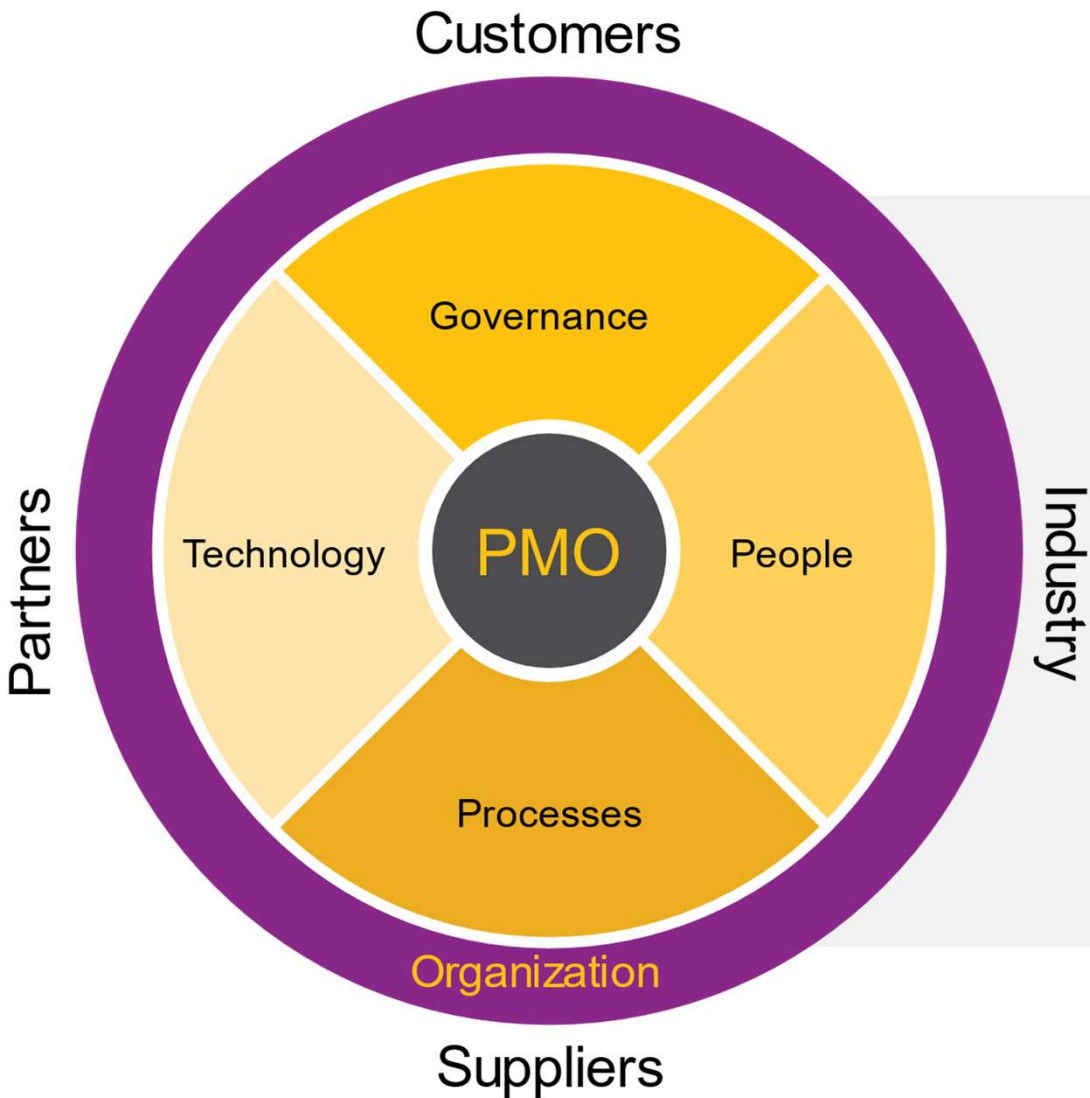 Customers
Governance
Partners
Technology
PMO
People
Industry
Processes
Organization
Suppliers